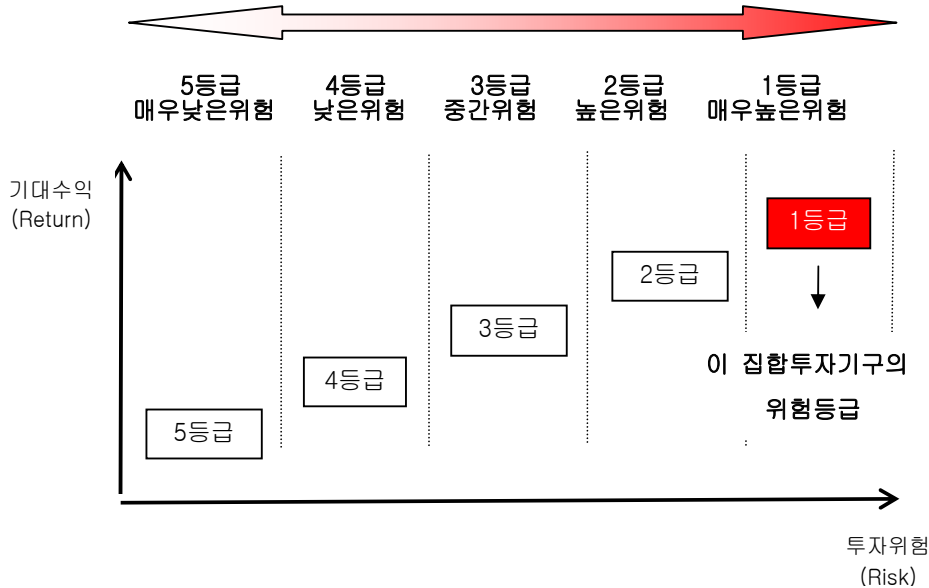 5등급
매우낮은위험
4등급
낮은위험
3등급
중간위험
2등급
높은위험
1등급
매우높은위험
기대수익
(Return)
1등급
2등급
3등급
4등급
5등급
이 집합투자기구의
위험등급
투자위험
(Risk)